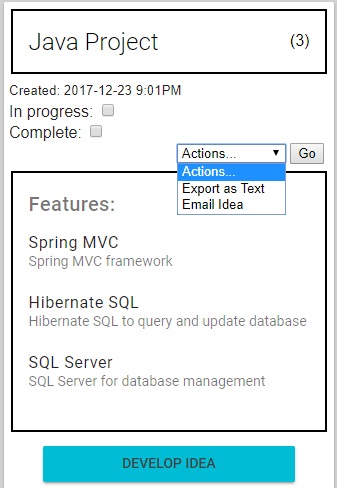 Java Project (3)
Created: 2017-12-23 9:01PM
In progress:
Complete:
Actions... Go
Actions...
Export as Text
Email Idea
Features:
Spring MVC
Spring MVC framework
Hibernate SQL
Hibernate SQL to query and update database
SQL Server
SQL Server for database management
DEVELOP IDEA